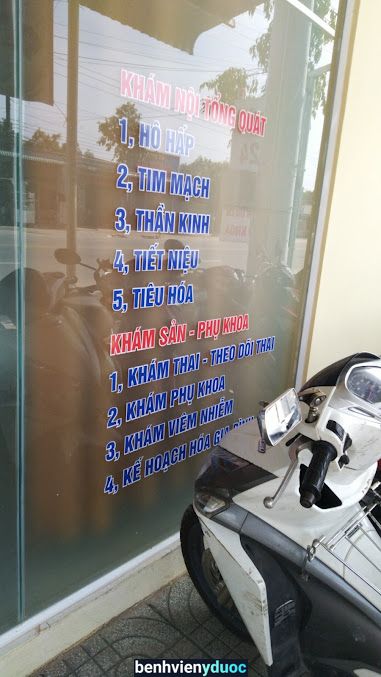 KHÁM NỘI TỔNG QUÁT
1, HÔ HẤP
2, TIM MẠCH
3, THẦN KINH
4, TIẾT NIỆU
5, TIÊU HÓA
KHÁM SẢN - PHỤ KHOA
1, KHÁM THAI - THEO DÕI THAI
2, KHÁM PHỤ KHOA
3, KHÁM VIÊM NHIỄM
4, KẾ HOẠCH HÓA GIA ĐÌNH
benhvienyduoc